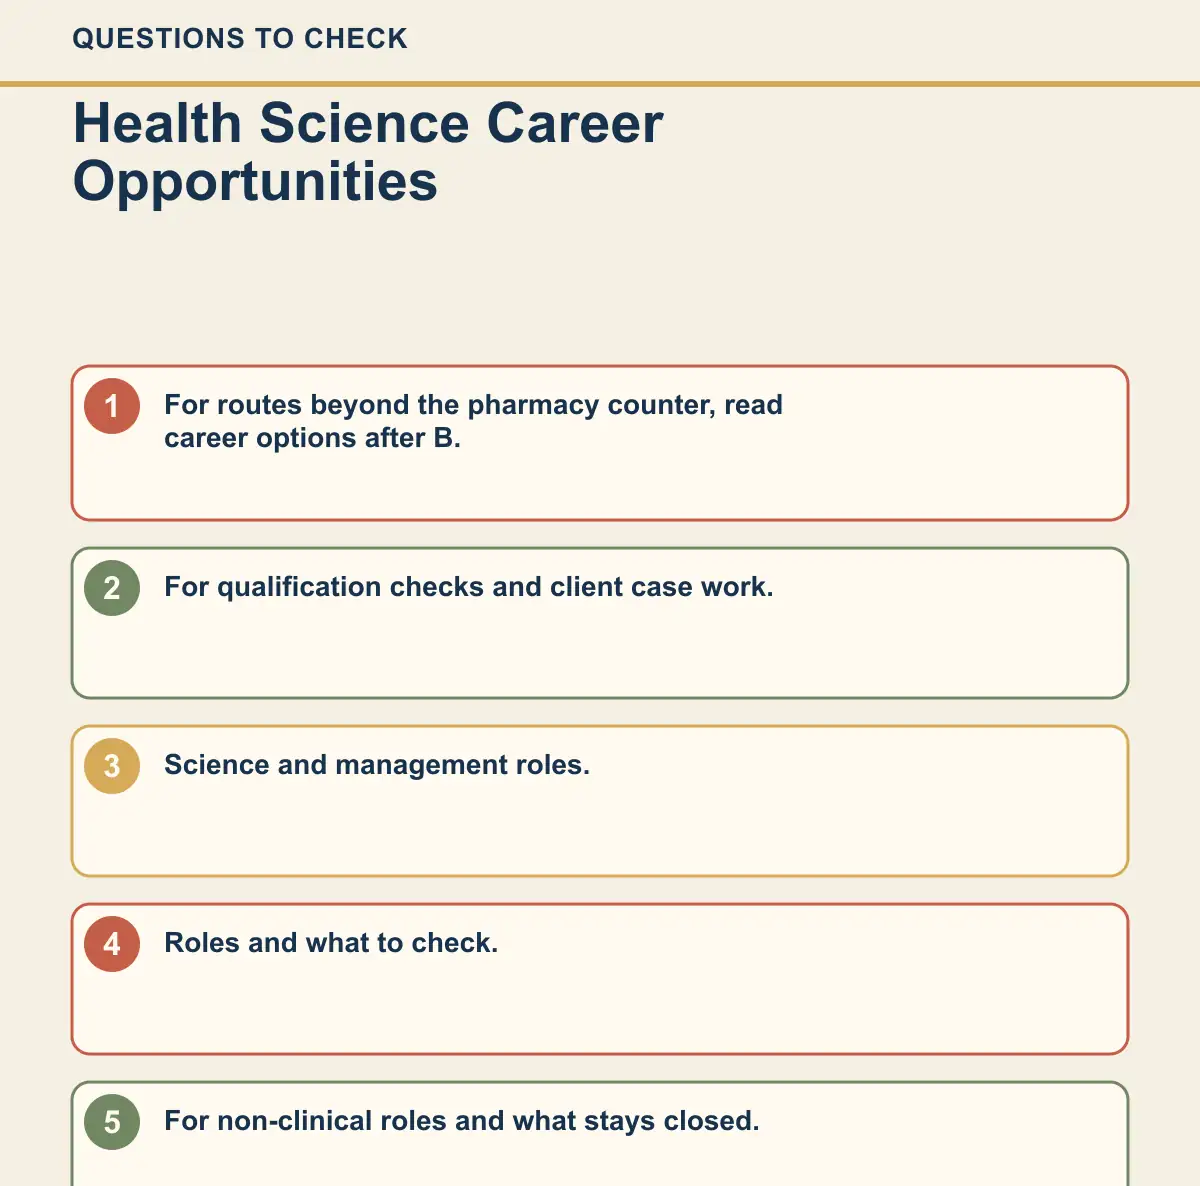 QUESTIONS TO CHECK
Health Science Career
Opportunities
1
For routes beyond the pharmacy counter, read
career options after B.
2
For qualification checks and client case work.
3
Science and management roles.
4
Roles and what to check.
5
For non-clinical roles and what stays closed.